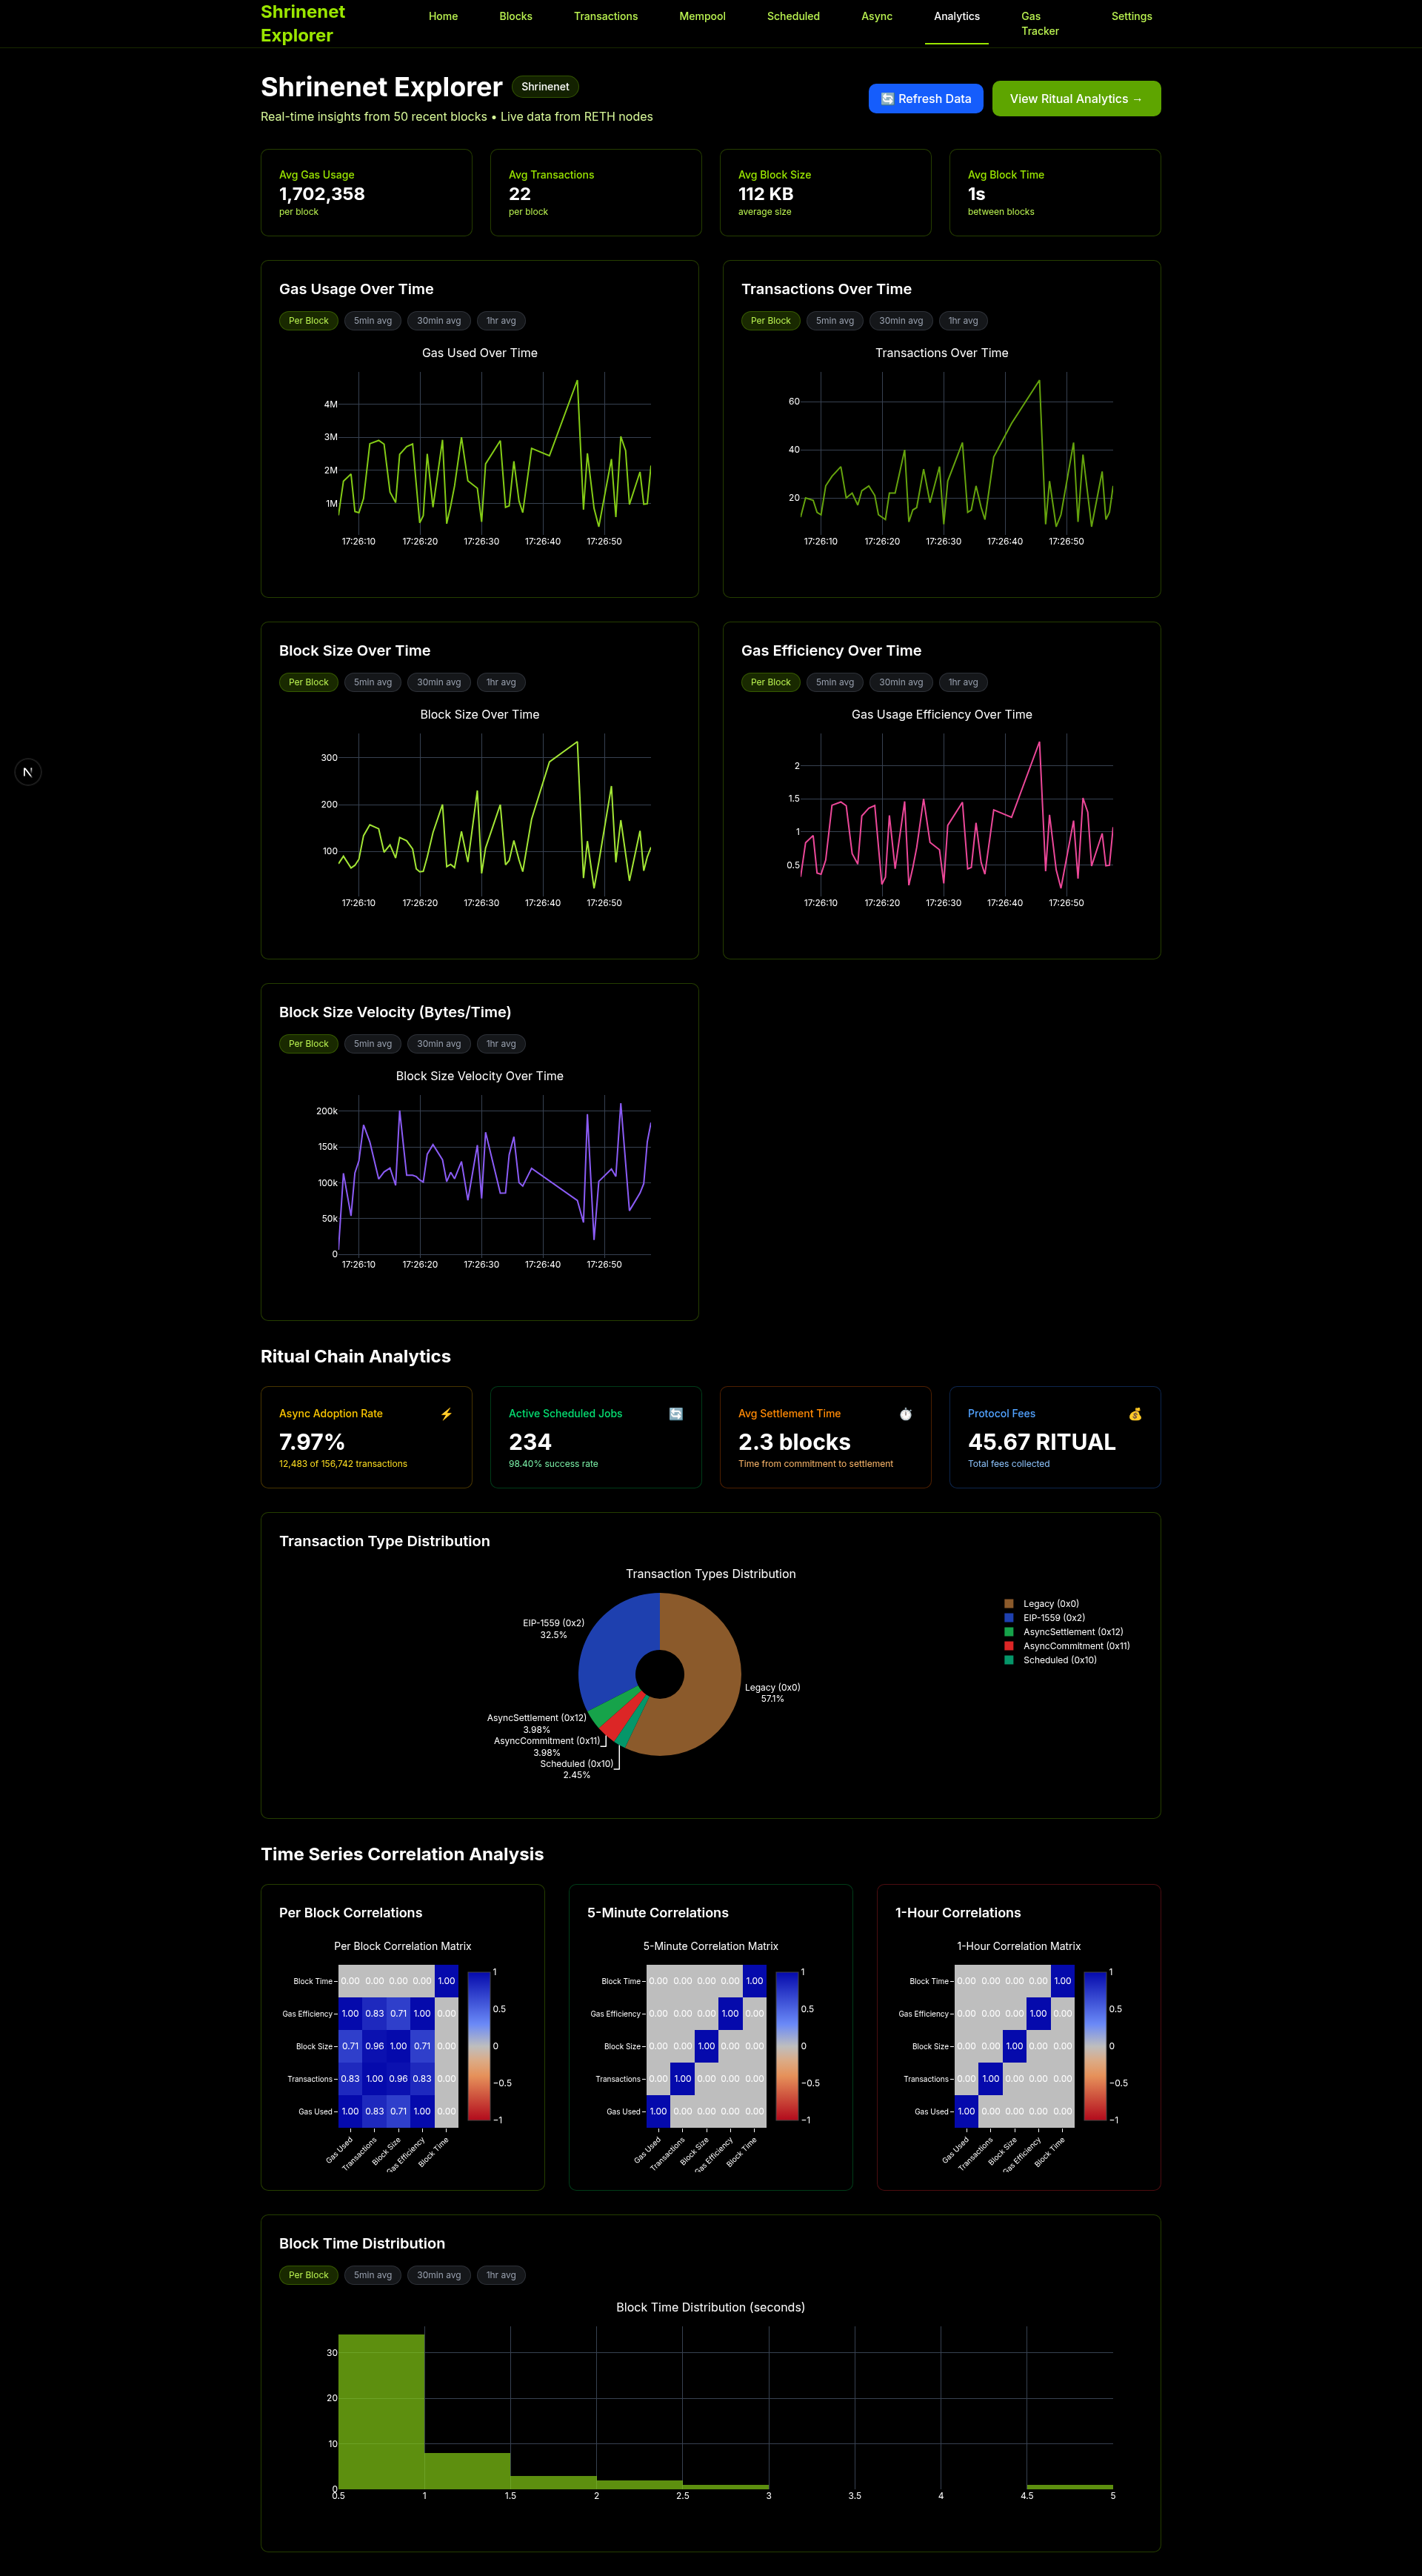 Shrinenet
Explorer
Home
Blocks
Transactions
Mempool
Scheduled
Async
Analytics
Gas
Tracker
Settings
Shrinenet Explorer
Shrinenet
Real-time insights from 50 recent blocks • Live data from RETH nodes
🔄 Refresh Data
View Ritual Analytics →
Avg Gas Usage
1,702,358
per block
Avg Transactions
22
per block
Avg Block Size
112 KB
average size
Avg Block Time
1s
between blocks
Gas Usage Over Time
Per Block 5min avg 30min avg 1hr avg
Gas Used Over Time
4M
3M
2M
1M
17:26:10 17:26:20 17:26:30 17:26:40 17:26:50
Transactions Over Time
Per Block 5min avg 30min avg 1hr avg
Transactions Over Time
60
40
20
17:26:10 17:26:20 17:26:30 17:26:40 17:26:50
Block Size Over Time
Per Block 5min avg 30min avg 1hr avg
Block Size Over Time
300
200
100
17:26:10 17:26:20 17:26:30 17:26:40 17:26:50
Gas Efficiency Over Time
Per Block 5min avg 30min avg 1hr avg
Gas Usage Efficiency Over Time
2
1.5
1
0.5
17:26:10 17:26:20 17:26:30 17:26:40 17:26:50
N
Block Size Velocity (Bytes/Time)
Per Block 5min avg 30min avg 1hr avg
Block Size Velocity Over Time
200k
150k
100k
50k
0
17:26:10 17:26:20 17:26:30 17:26:40 17:26:50
Ritual Chain Analytics
Async Adoption Rate ⚡
7.97%
12,483 of 156,742 transactions
Active Scheduled Jobs 🔄
234
98.40% success rate
Avg Settlement Time ⏱️
2.3 blocks
Time from commitment to settlement
Protocol Fees 💰
45.67 RITUAL
Total fees collected
Transaction Type Distribution
Transaction Types Distribution
EIP-1559 (0x2)
32.5%
Legacy (0x0)
57.1%
AsyncSettlement (0x12)
3.98%
AsyncCommitment (0x11)
3.98%
Scheduled (0x10)
2.45%
Legacy (0x0)
EIP-1559 (0x2)
AsyncSettlement (0x12)
AsyncCommitment (0x11)
Scheduled (0x10)
Time Series Correlation Analysis
Per Block Correlations
Per Block Correlation Matrix
Block Time 0.00 0.00 0.00 0.00 1.00
Gas Efficiency 1.00 0.83 0.71 1.00 0.00
Block Size 0.71 0.96 1.00 0.71 0.00
Transactions 0.83 1.00 0.96 0.83 0.00
Gas Used 1.00 0.83 0.71 1.00 0.00
Gas Used Transactions Block Size Gas Efficiency Block Time
1
0.5
0
−0.5
−1
5-Minute Correlations
5-Minute Correlation Matrix
Block Time 0.00 0.00 0.00 0.00 1.00
Gas Efficiency 0.00 0.00 0.00 1.00 0.00
Block Size 0.00 0.00 1.00 0.00 0.00
Transactions 0.00 1.00 0.00 0.00 0.00
Gas Used 1.00 0.00 0.00 0.00 0.00
Gas Used Transactions Block Size Gas Efficiency Block Time
1
0.5
0
−0.5
−1
1-Hour Correlations
1-Hour Correlation Matrix
Block Time 0.00 0.00 0.00 0.00 1.00
Gas Efficiency 0.00 0.00 0.00 1.00 0.00
Block Size 0.00 0.00 1.00 0.00 0.00
Transactions 0.00 1.00 0.00 0.00 0.00
Gas Used 1.00 0.00 0.00 0.00 0.00
Gas Used Transactions Block Size Gas Efficiency Block Time
1
0.5
0
−0.5
−1
Block Time Distribution
Per Block 5min avg 30min avg 1hr avg
Block Time Distribution (seconds)
30
20
10
0
0.5 1 1.5 2 2.5 3 3.5 4 4.5 5